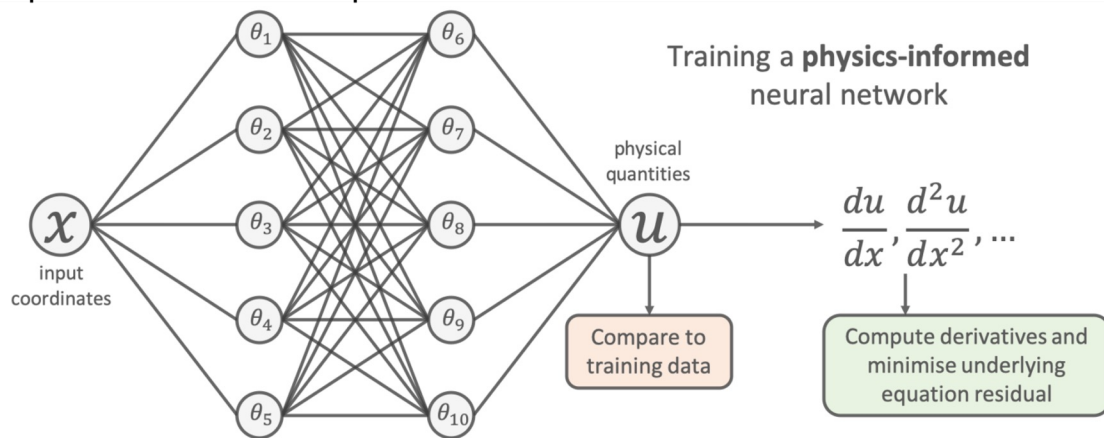 Training a physics-informed
neural network
θ₁
θ₂
θ₃
θ₄
θ₅
θ₆
θ₇
θ₈
θ₉
θ₁₀
x
input
coordinates
physical
quantities
u
du/dx, d²u/dx², ...
Compare to
training data
Compute derivatives and
minimise underlying
equation residual